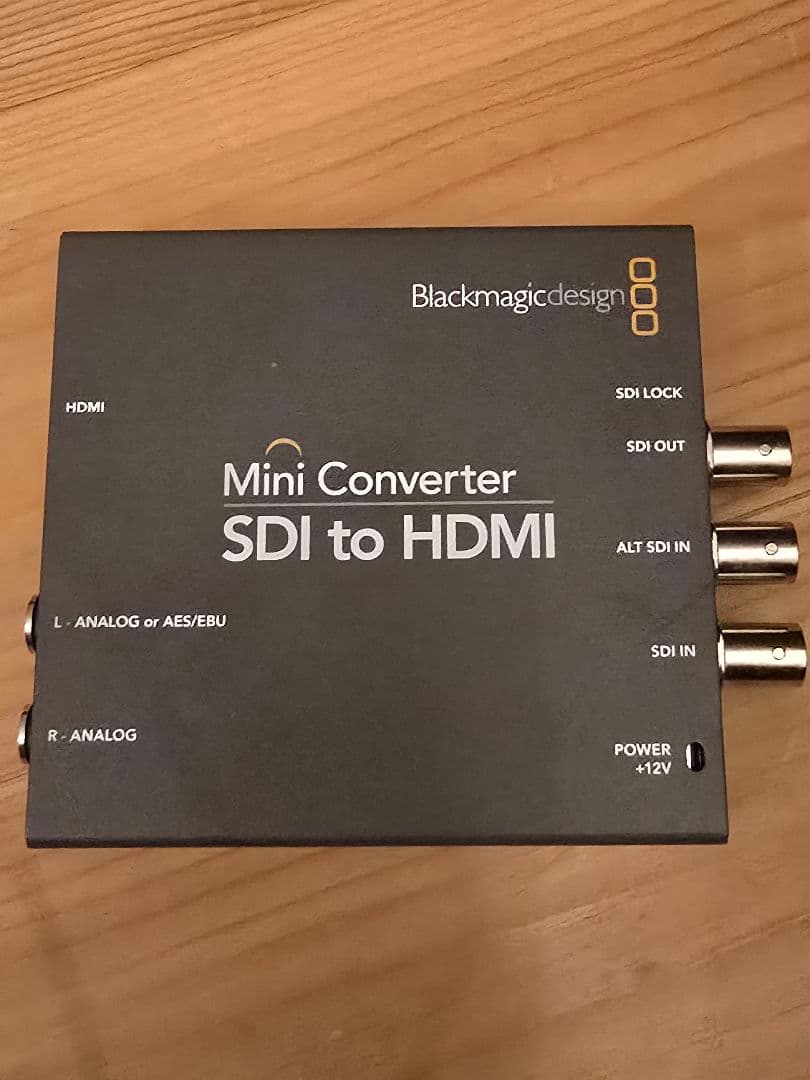 Blackmagicdesign
HDMI
SDI LOCK
SDI OUT
Mini Converter
SDI to HDMI
ALT SDI IN
L - ANALOG or AES/EBU
SDI IN
R - ANALOG
POWER
+12V